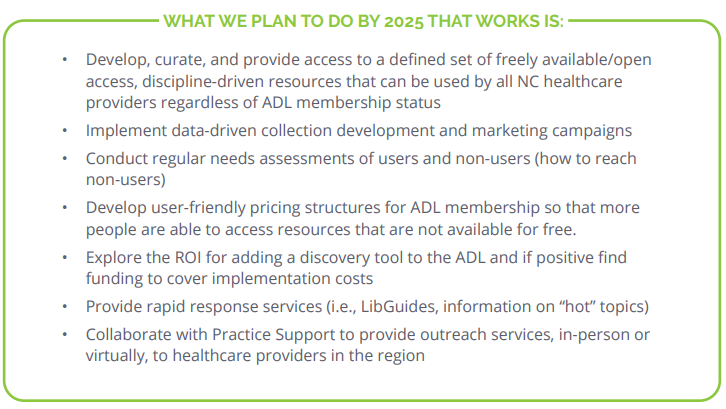 WHAT WE PLAN TO DO BY 2025 THAT WORKS IS:
• Develop, curate, and provide access to a defined set of freely available/open
access, discipline-driven resources that can be used by all NC healthcare
providers regardless of ADL membership status
• Implement data-driven collection development and marketing campaigns
• Conduct regular needs assessments of users and non-users (how to reach
non-users)
• Develop user-friendly pricing structures for ADL membership so that more
people are able to access resources that are not available for free.
• Explore the ROI for adding a discovery tool to the ADL and if positive find
funding to cover implementation costs
• Provide rapid response services (i.e., LibGuides, information on “hot” topics)
• Collaborate with Practice Support to provide outreach services, in-person or
virtually, to healthcare providers in the region